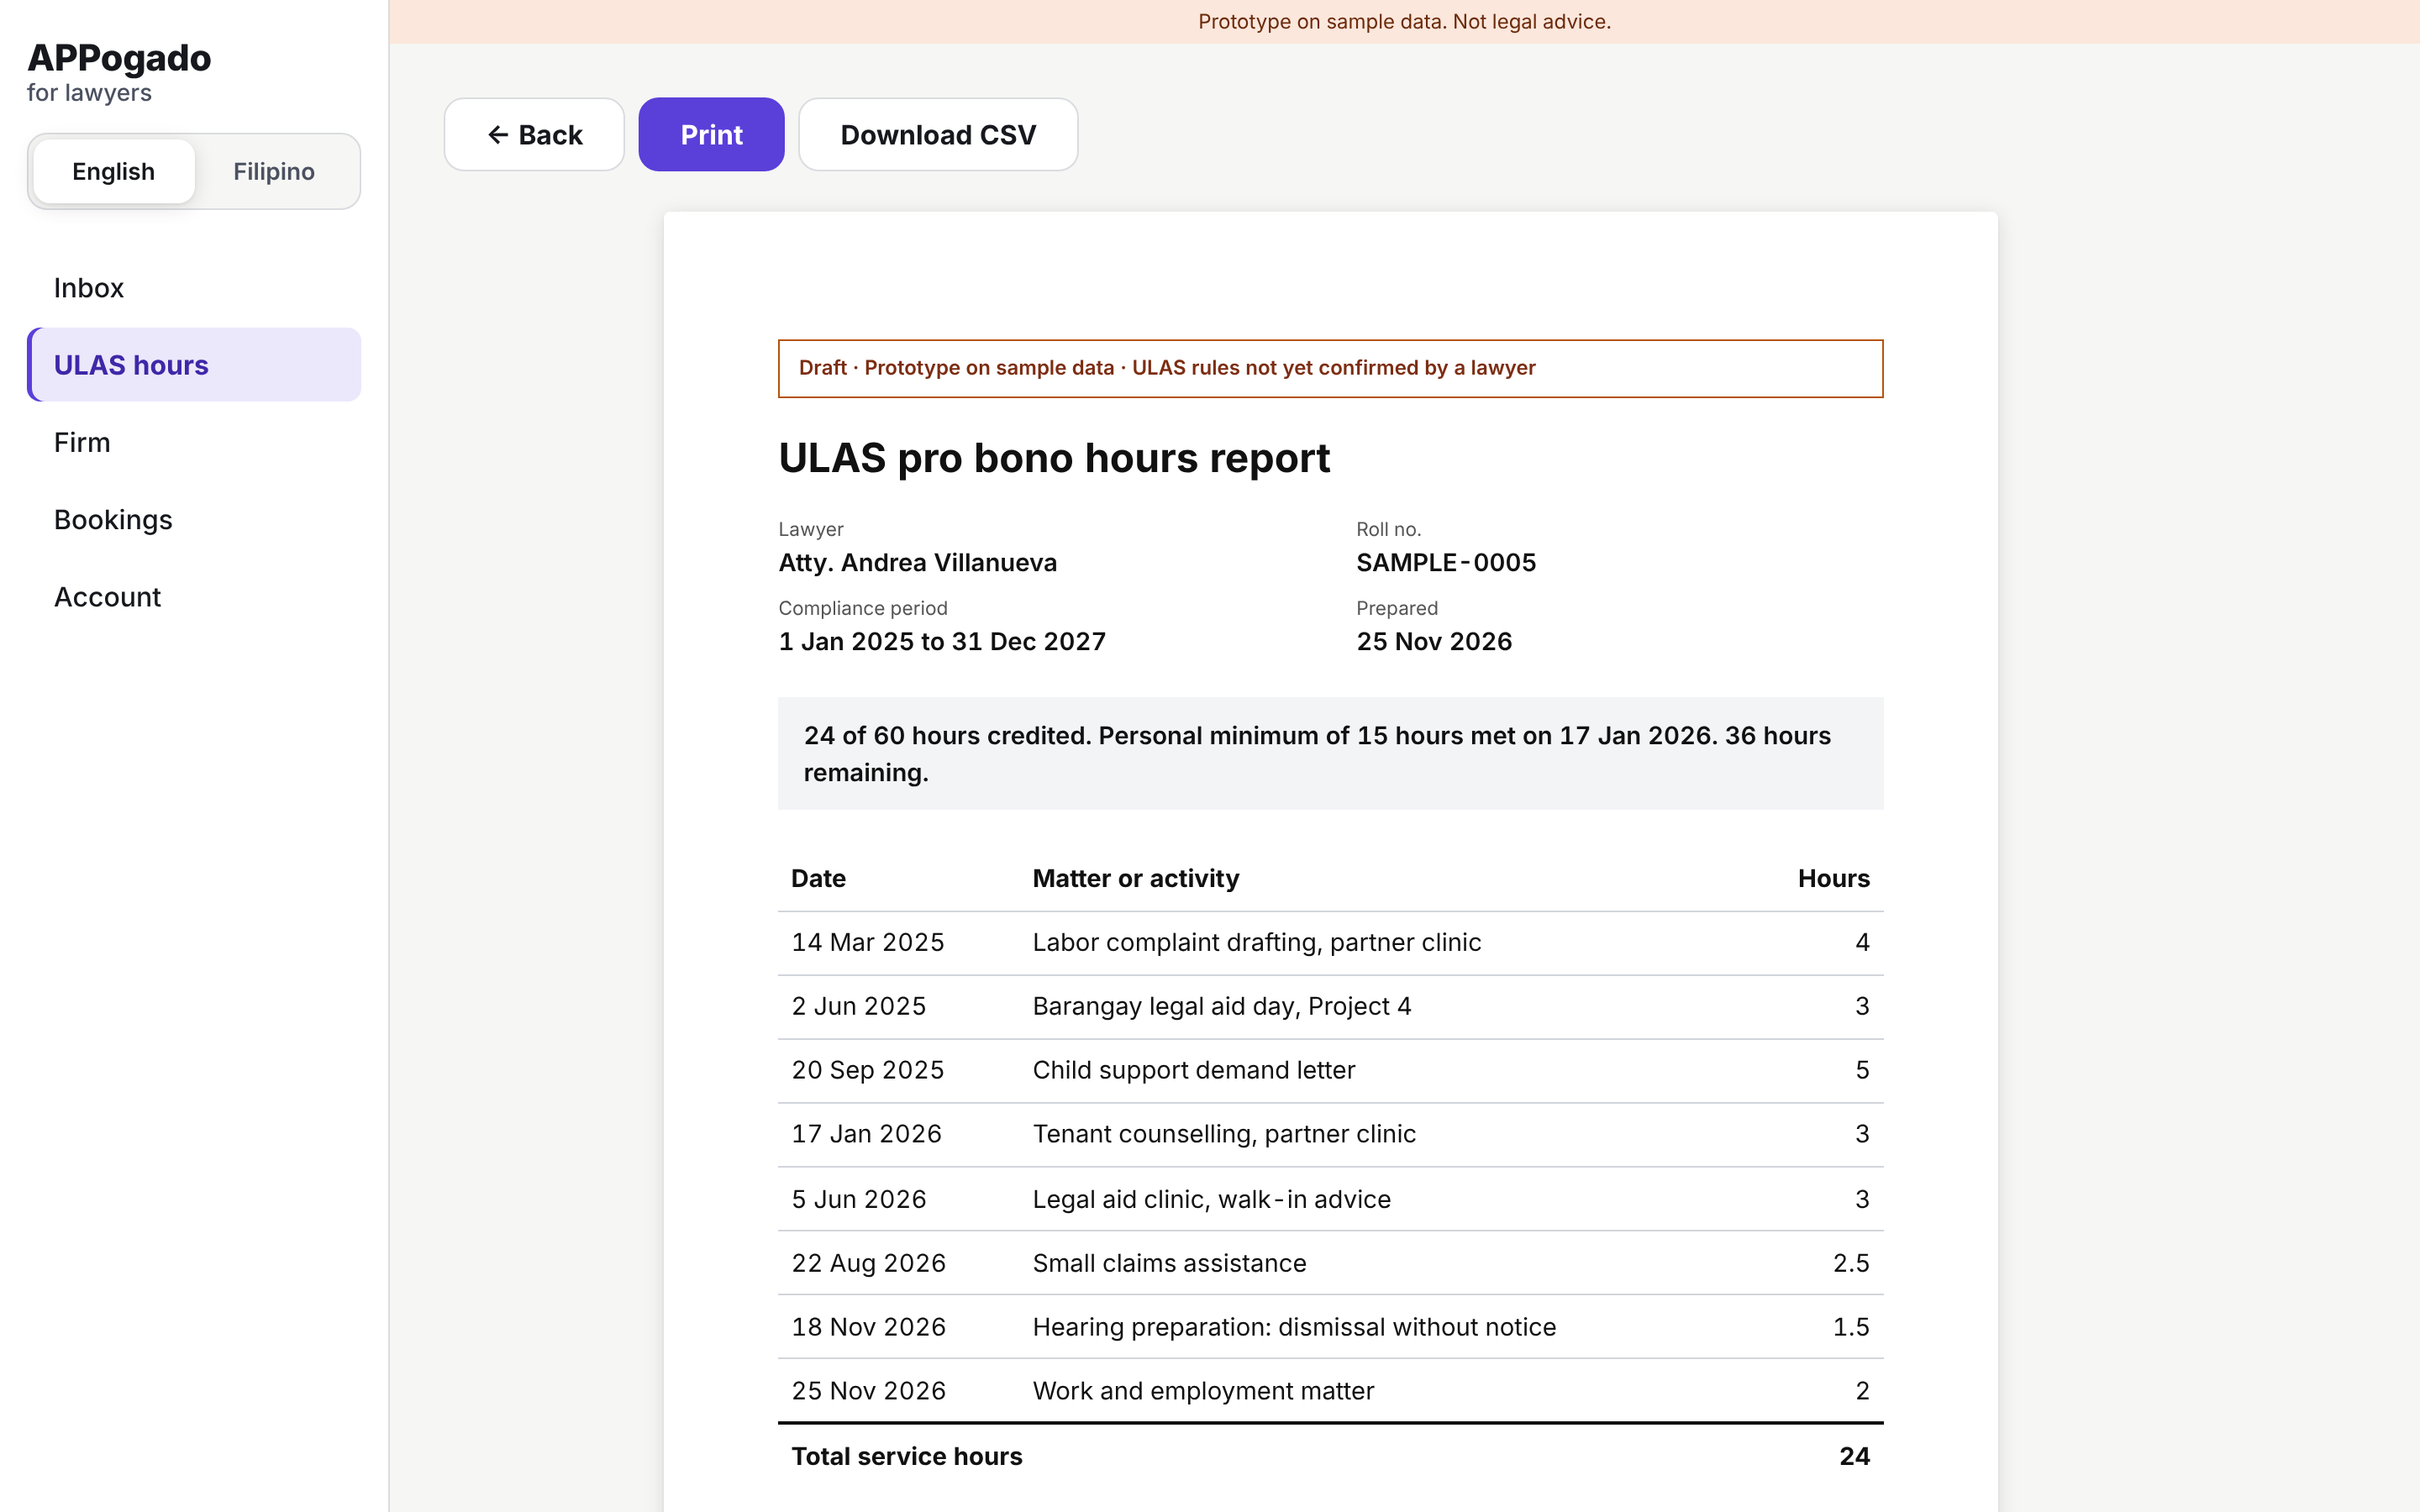 Prototype on sample data. Not legal advice.
APPogado
for lawyers
English Filipino
Inbox
ULAS hours
Firm
Bookings
Account
← Back Print Download CSV
Draft · Prototype on sample data · ULAS rules not yet confirmed by a lawyer
ULAS pro bono hours report
Lawyer Roll no.
Atty. Andrea Villanueva SAMPLE-0005
Compliance period Prepared
1 Jan 2025 to 31 Dec 2027 25 Nov 2026
24 of 60 hours credited. Personal minimum of 15 hours met on 17 Jan 2026. 36 hours
remaining.
Date Matter or activity Hours
14 Mar 2025 Labor complaint drafting, partner clinic 4
2 Jun 2025 Barangay legal aid day, Project 4 3
20 Sep 2025 Child support demand letter 5
17 Jan 2026 Tenant counselling, partner clinic 3
5 Jun 2026 Legal aid clinic, walk-in advice 3
22 Aug 2026 Small claims assistance 2.5
18 Nov 2026 Hearing preparation: dismissal without notice 1.5
25 Nov 2026 Work and employment matter 2
Total service hours 24